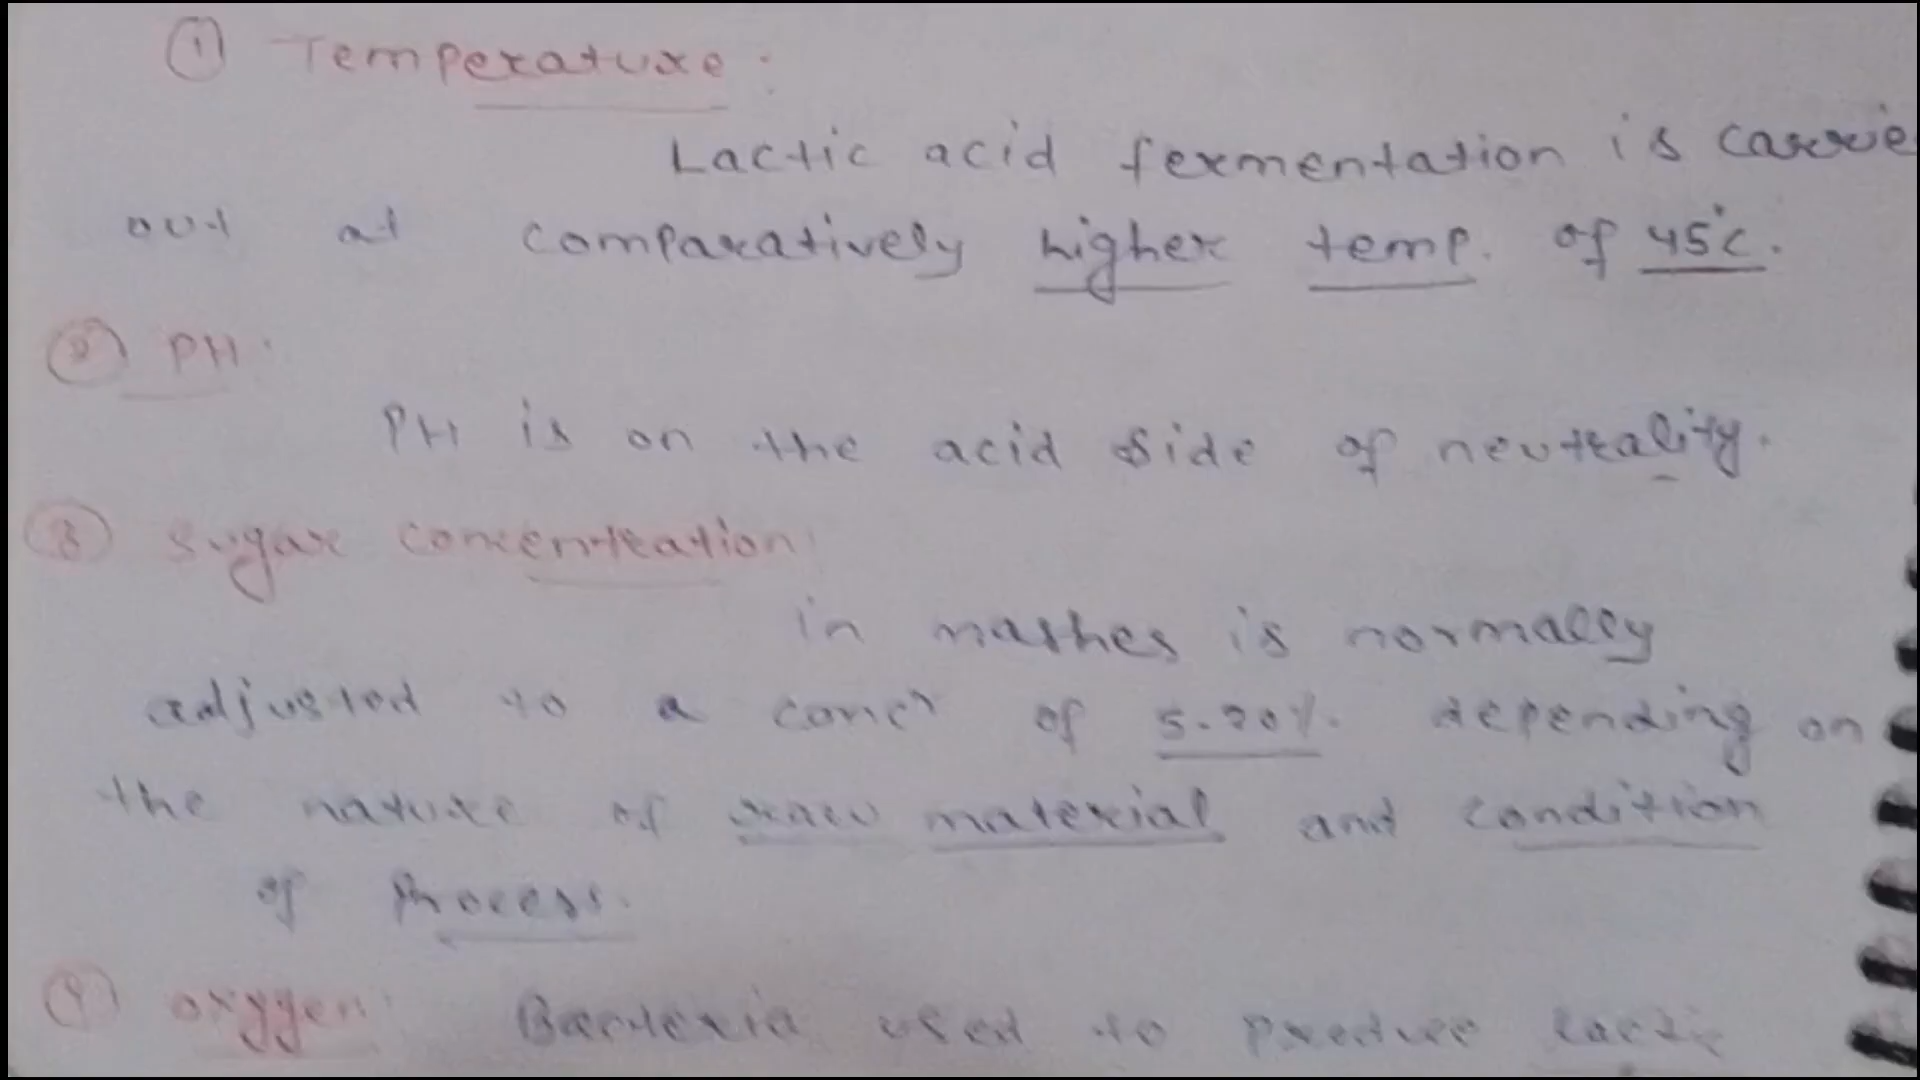 ① Temperature:
Lactic acid fermentation is carrie
out at comparatively higher temp. of 45°c.
② PH:
PH is on the acid side of neutrality.
③ Sugar concentration:
in mashes is normally
adjusted to a concn of 5-20% depending on
the nature of raw material and condition
of Process.
④ oxygen: Bacteria used to produce lactic